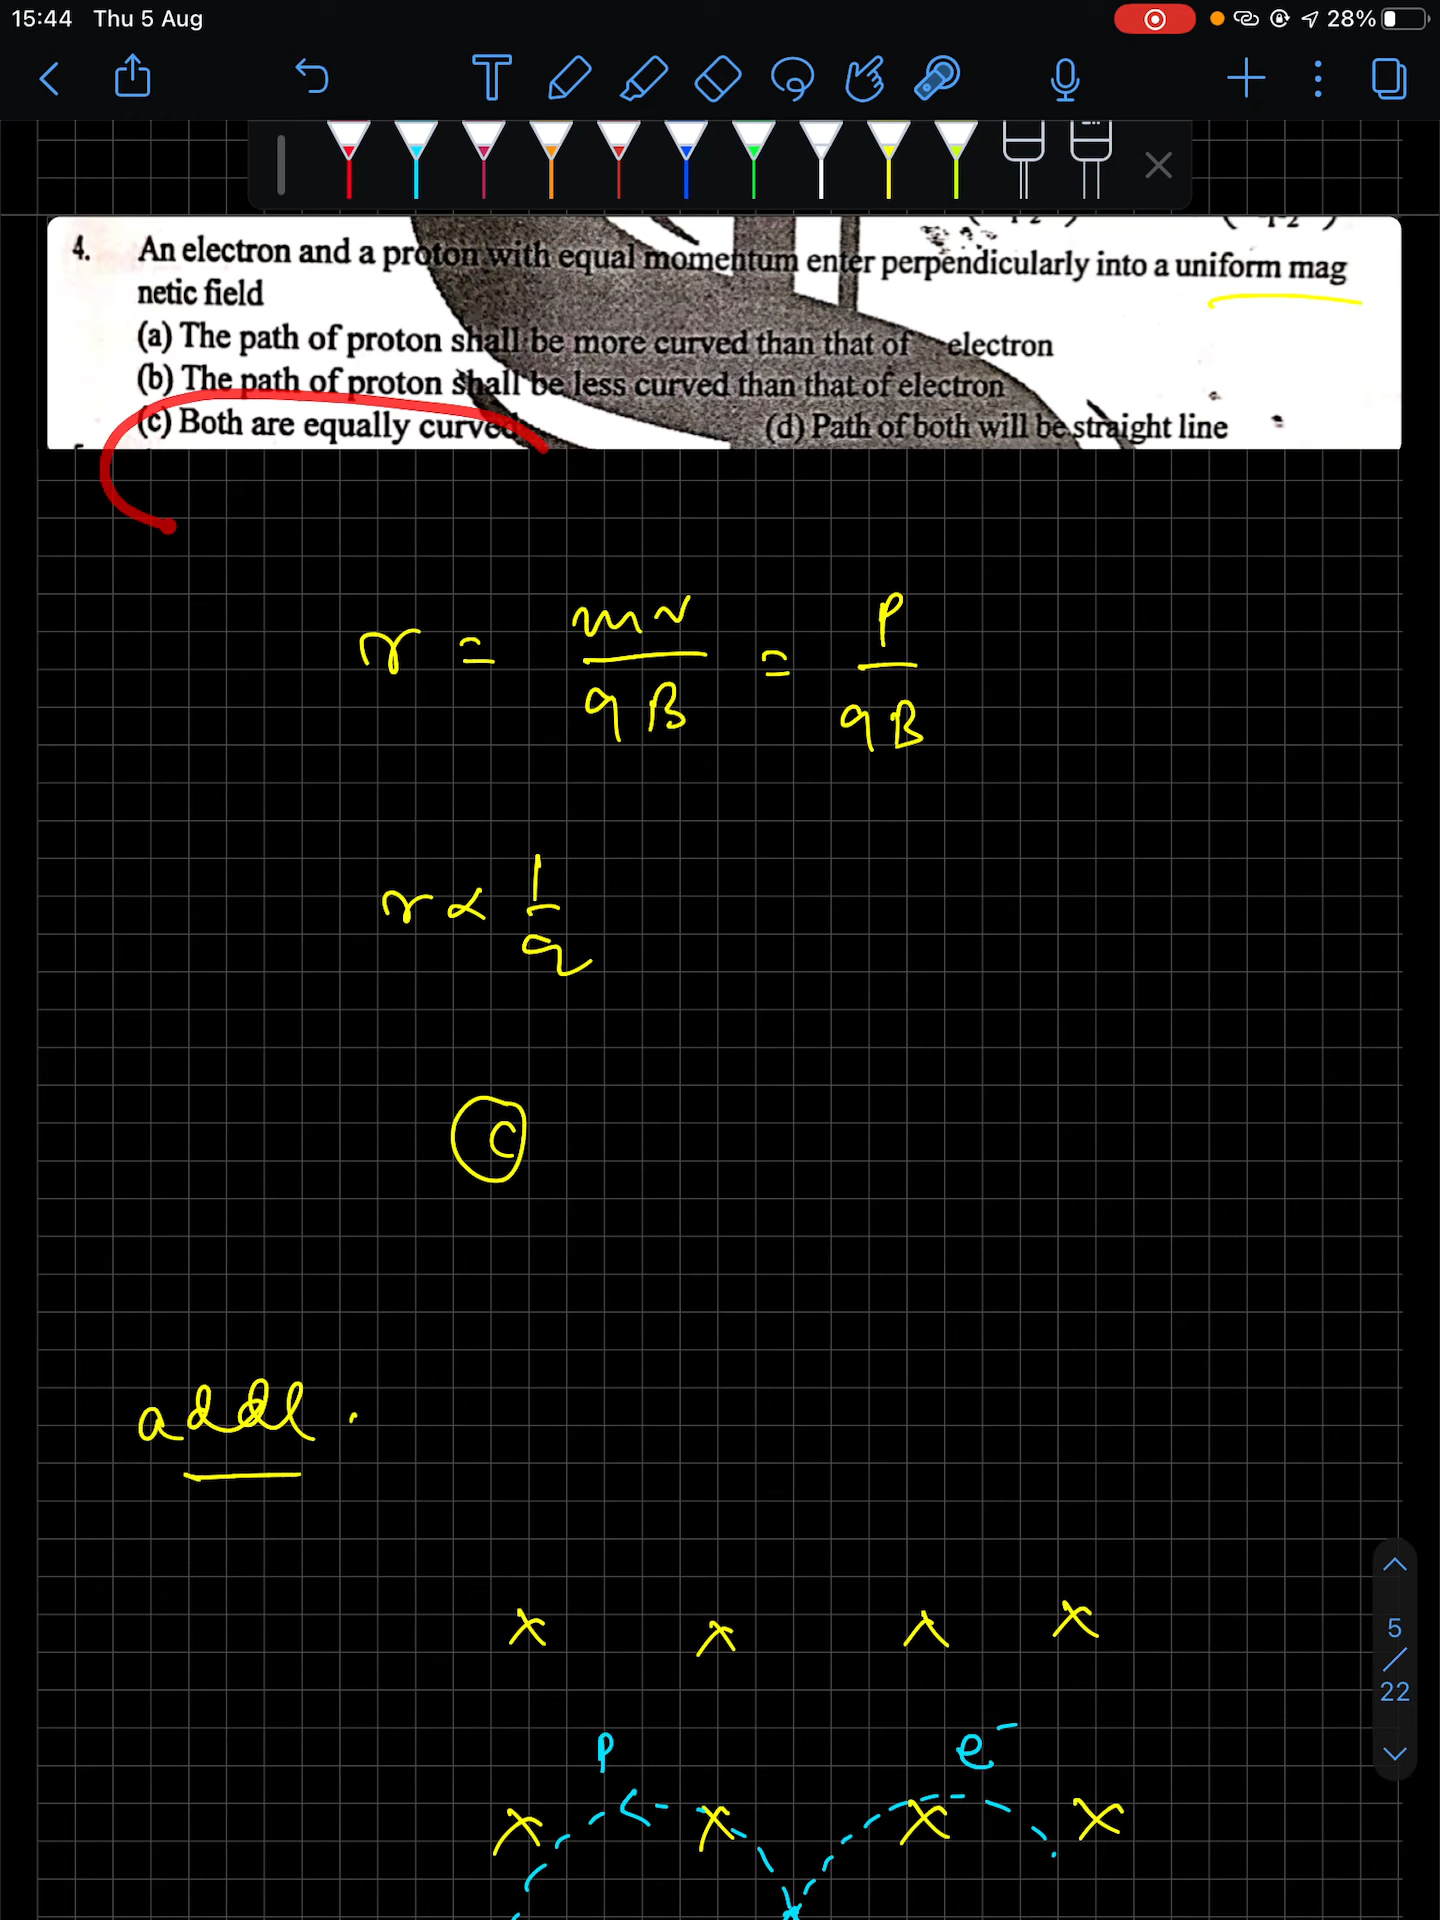 15:44 Thu 5 Aug
28%
4. An electron and a proton with equal momentum enter perpendicularly into a uniform mag
netic field
(a) The path of proton shall be more curved than that of electron
(b) The path of proton shall be less curved than that of electron
(c) Both are equally curved
(d) Path of both will be straight line
r = mv/qB = P/qB
r ∝ 1/q
C
addl.
x x x x
P e⁻
x x x x
5
/
22